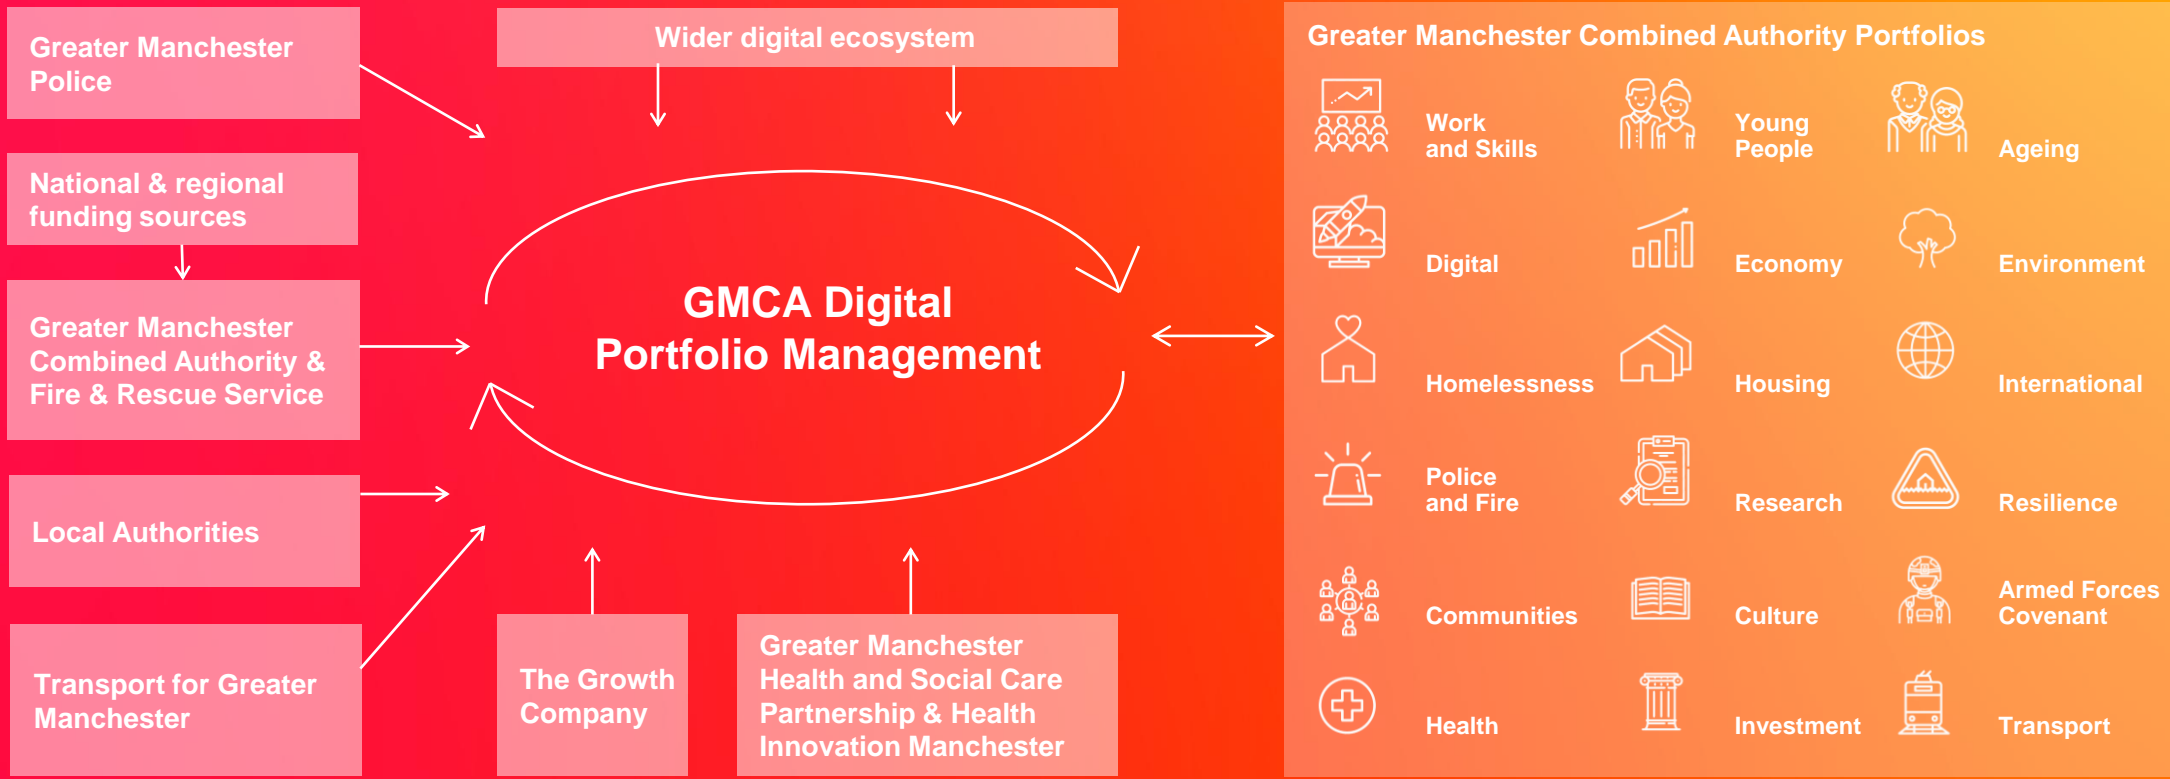 Greater Manchester
Police
National & regional
funding sources
Greater Manchester
Combined Authority &
Fire & Rescue Service
Local Authorities
Transport for Greater
Manchester
Wider digital ecosystem
GMCA Digital
Portfolio Management
The Growth
Company
Greater Manchester
Health and Social Care
Partnership & Health
Innovation Manchester
Greater Manchester Combined Authority Portfolios
Work
and Skills
Young
People
Ageing
Digital
Economy
Environment
Homelessness
Housing
International
Police
and Fire
Research
Resilience
Communities
Culture
Armed Forces
Covenant
Health
Investment
Transport